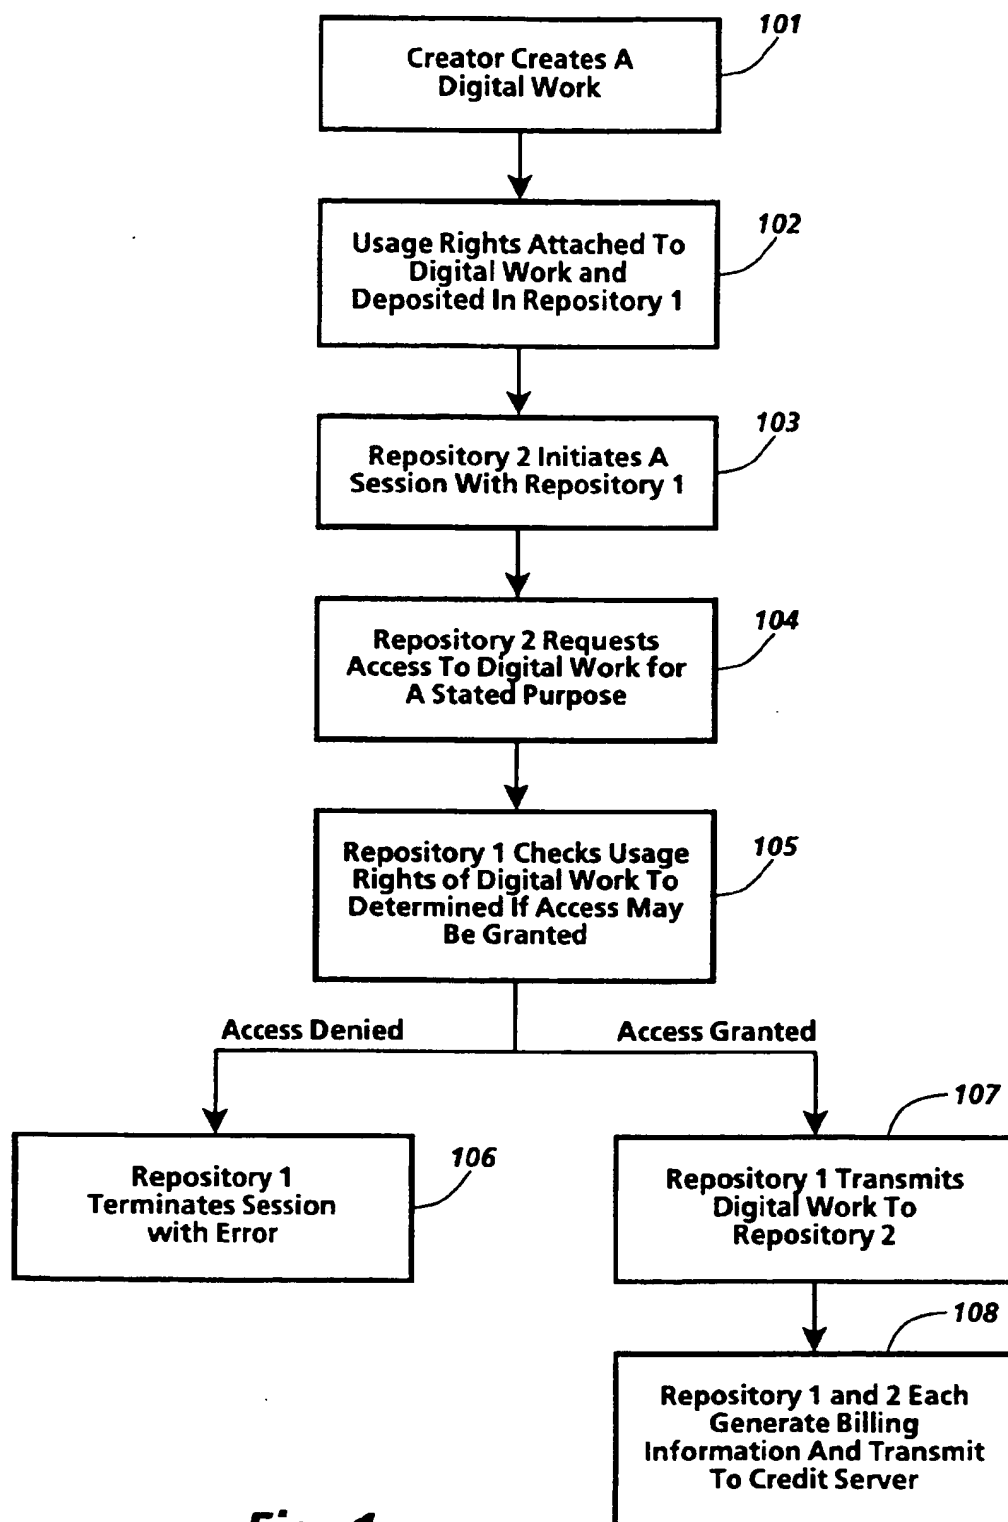 101
Creator Creates A
Digital Work
102
Usage Rights Attached To
Digital Work and
Deposited In Repository 1
103
Repository 2 Initiates A
Session With Repository 1
104
Repository 2 Requests
Access To Digital Work for
A Stated Purpose
105
Repository 1 Checks Usage
Rights of Digital Work To
Determined If Access May
Be Granted
Access Denied
Access Granted
106
Repository 1
Terminates Session
with Error
107
Repository 1 Transmits
Digital Work To
Repository 2
108
Repository 1 and 2 Each
Generate Billing
Information And Transmit
To Credit Server
Fig. 1